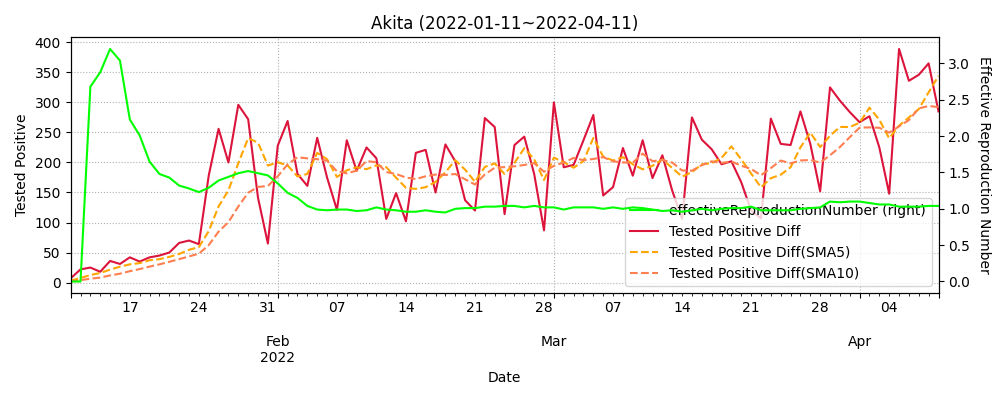 Akita (2022-01-11~2022-04-11)
Tested Positive
400
350
300
250
200
150
100
50
0
3.0
2.5
2.0
1.5
1.0
0.5
0.0
Effective Reproduction Number
effectiveReproductionNumber (right)
Tested Positive Diff
Tested Positive Diff(SMA5)
Tested Positive Diff(SMA10)
17 24 31 07 14 21 28 07 14 21 28 04
Feb Mar Apr
2022
Date